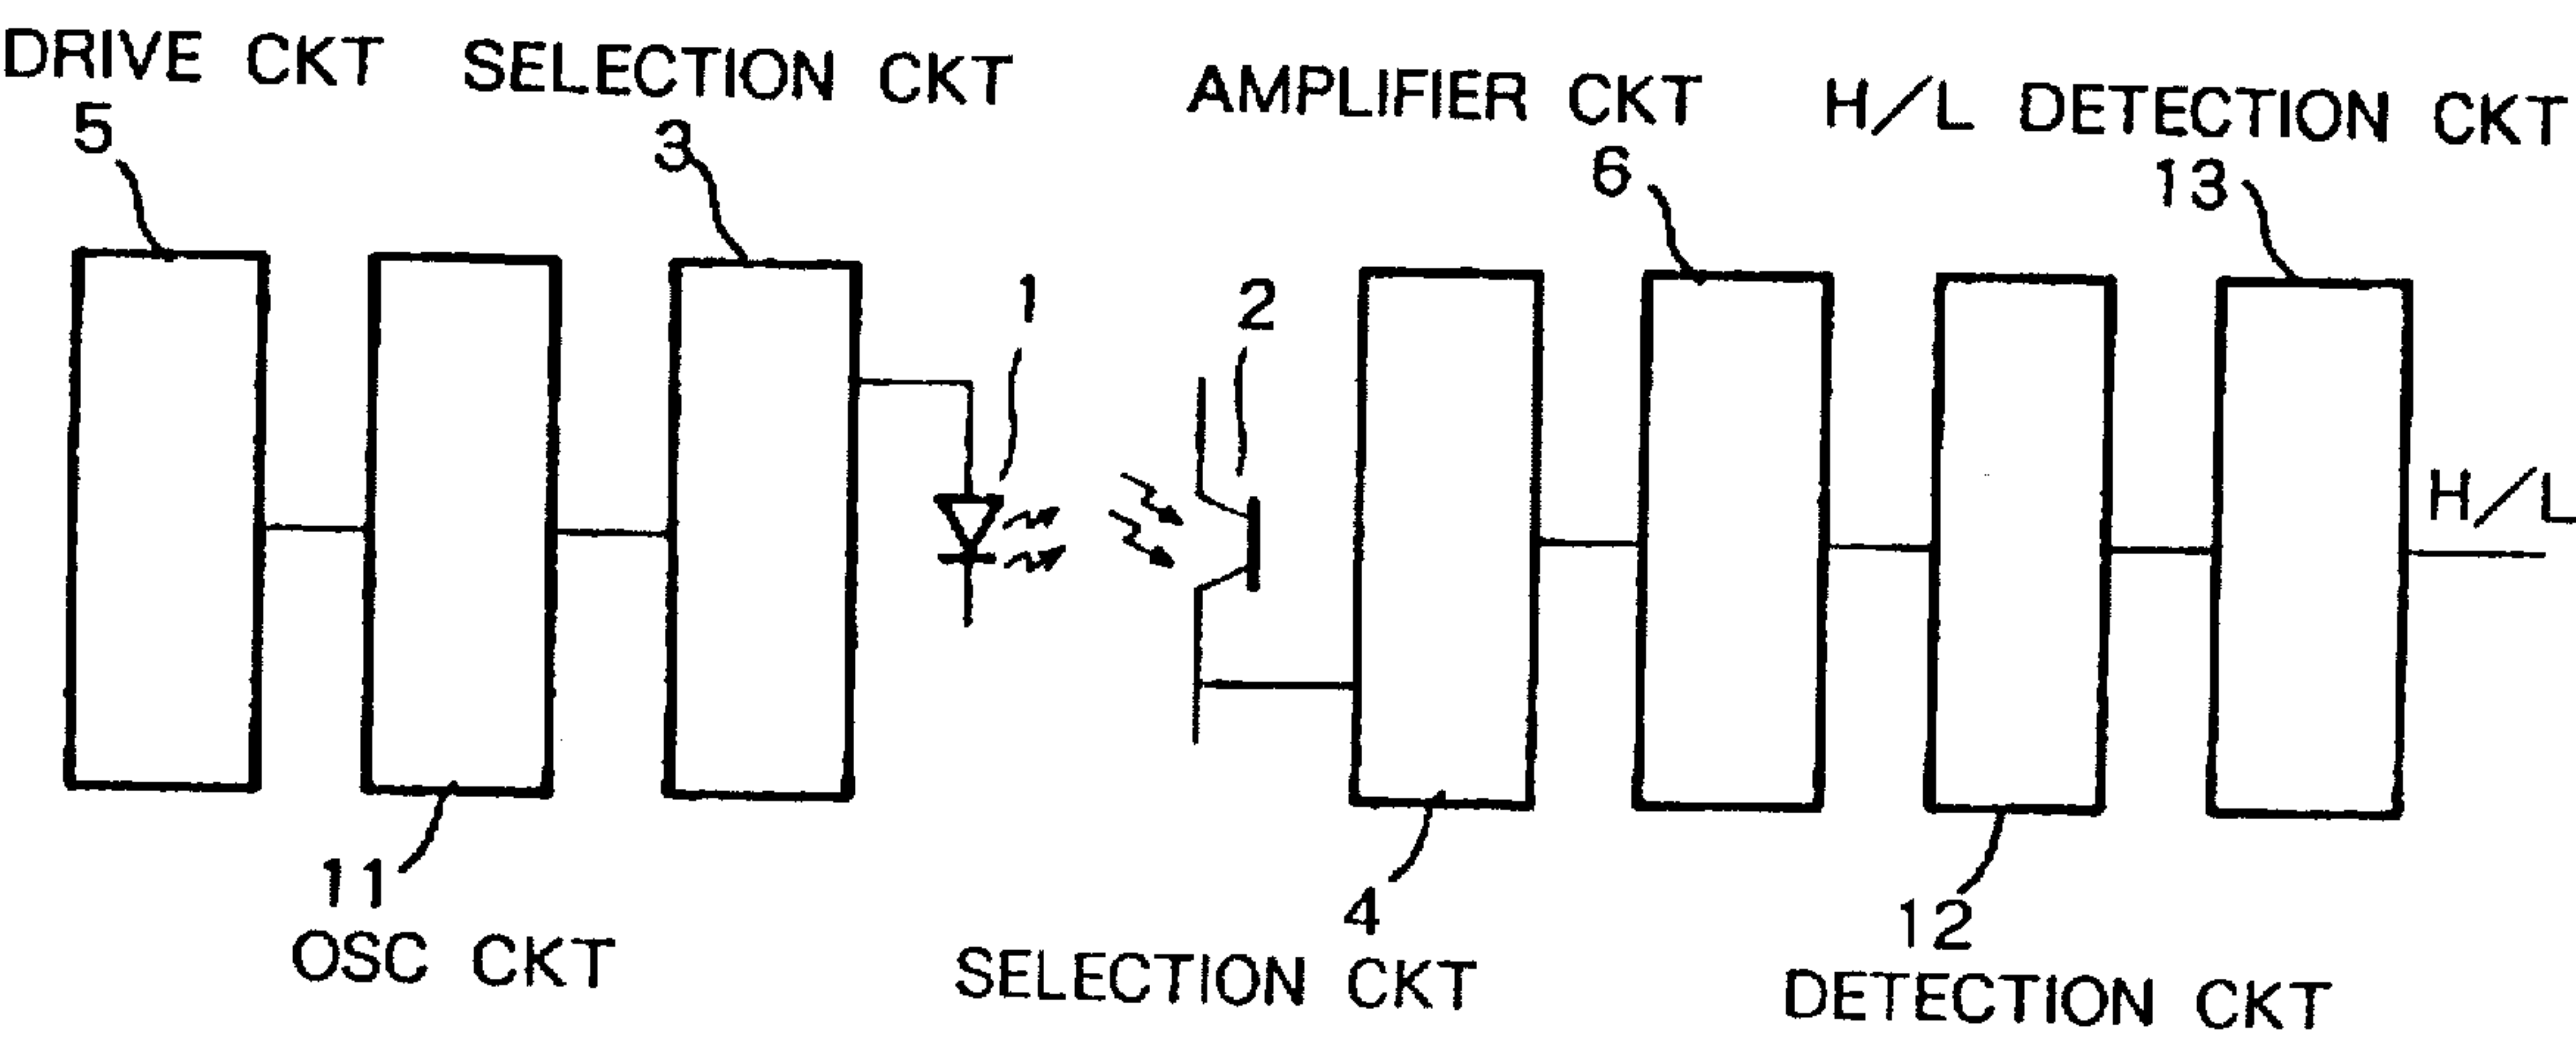 DRIVE CKT
5
SELECTION CKT
3
AMPLIFIER CKT
6
H/L DETECTION CKT
13
1
2
H/L
11
OSC CKT
4
SELECTION CKT
12
DETECTION CKT